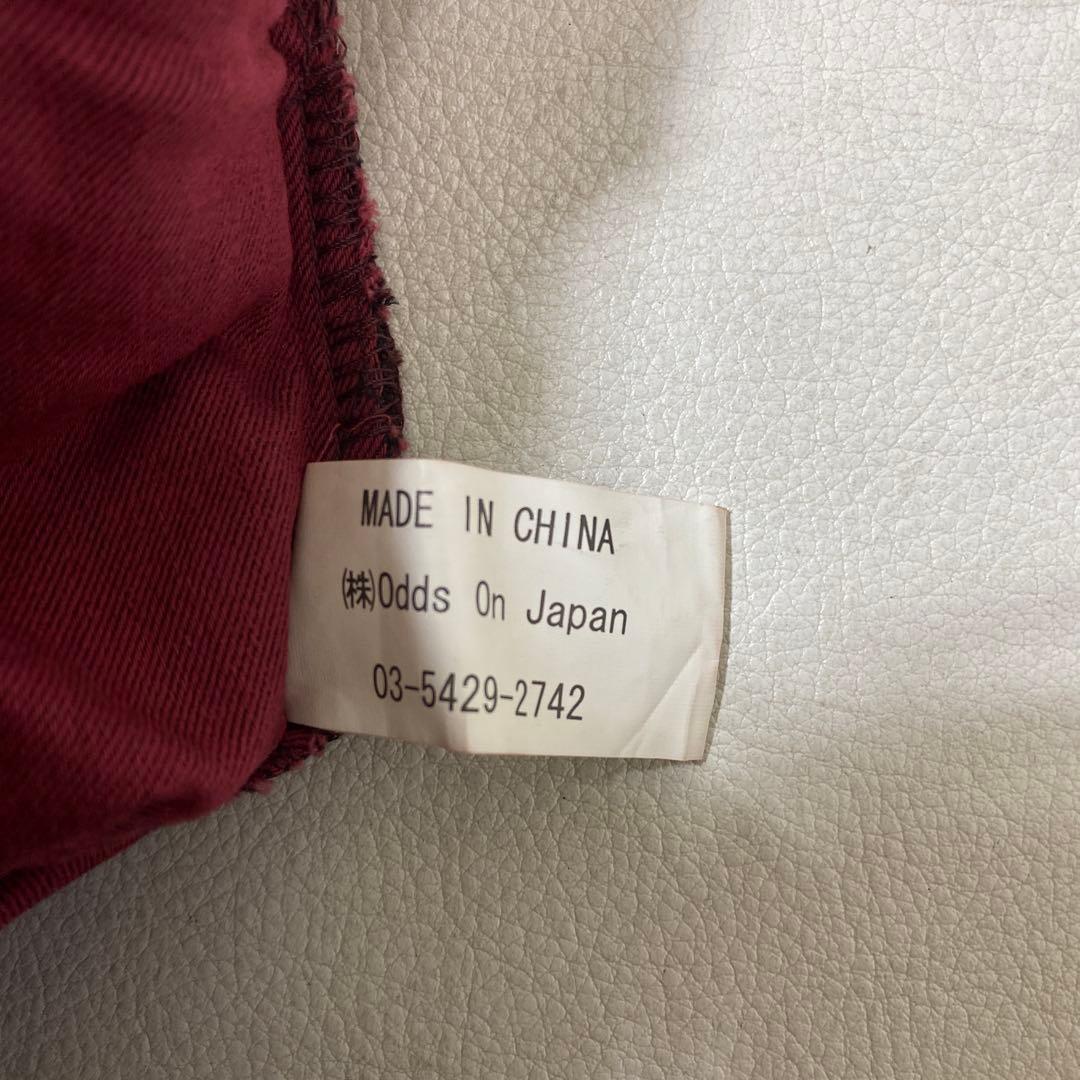 MADE IN CHINA
㈱Odds On Japan
03-5429-2742